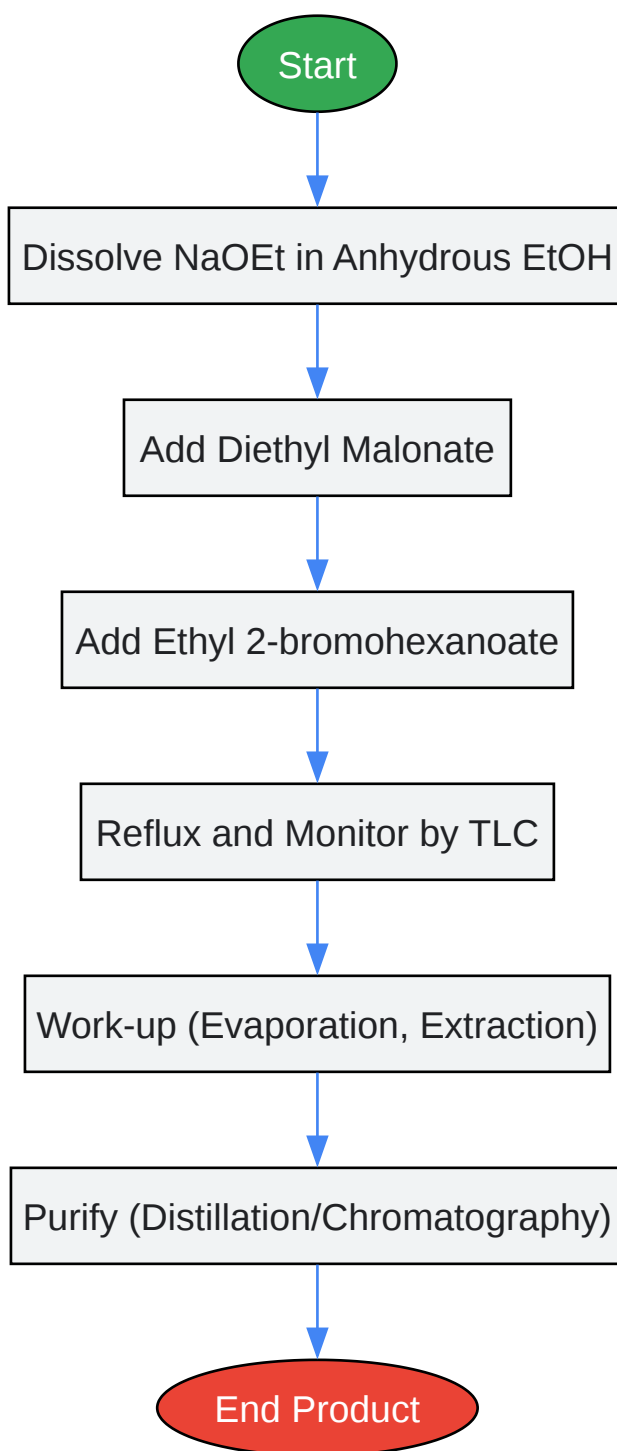 Start
Dissolve NaOEt in Anhydrous EtOH
Add Diethyl Malonate
Add Ethyl 2-bromohexanoate
Reflux and Monitor by TLC
Work-up (Evaporation, Extraction)
Purify (Distillation/Chromatography)
End Product